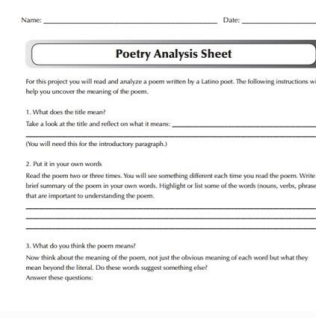 Name: Date:
Poetry Analysis Sheet
For this project you will read and analyze a poem written by a Latino poet. The following instructions wi
help you uncover the meaning of the poem.
1. What does the title mean?
Take a look at the title and reflect on what it means:
(You will need this for the introductory paragraph.)
2. Put it in your own words
Read the poem two or three times. You will see something different each time you read the poem. Write
brief summary of the poem in your own words. Highlight or list some of the words (nouns, verbs, phrase
that are important to understanding the poem.
3. What do you think the poem means?
Now think about the meaning of the poem, not just the obvious meaning of each word but what they
mean beyond the literal. Do these words suggest something else?
Answer these questions: